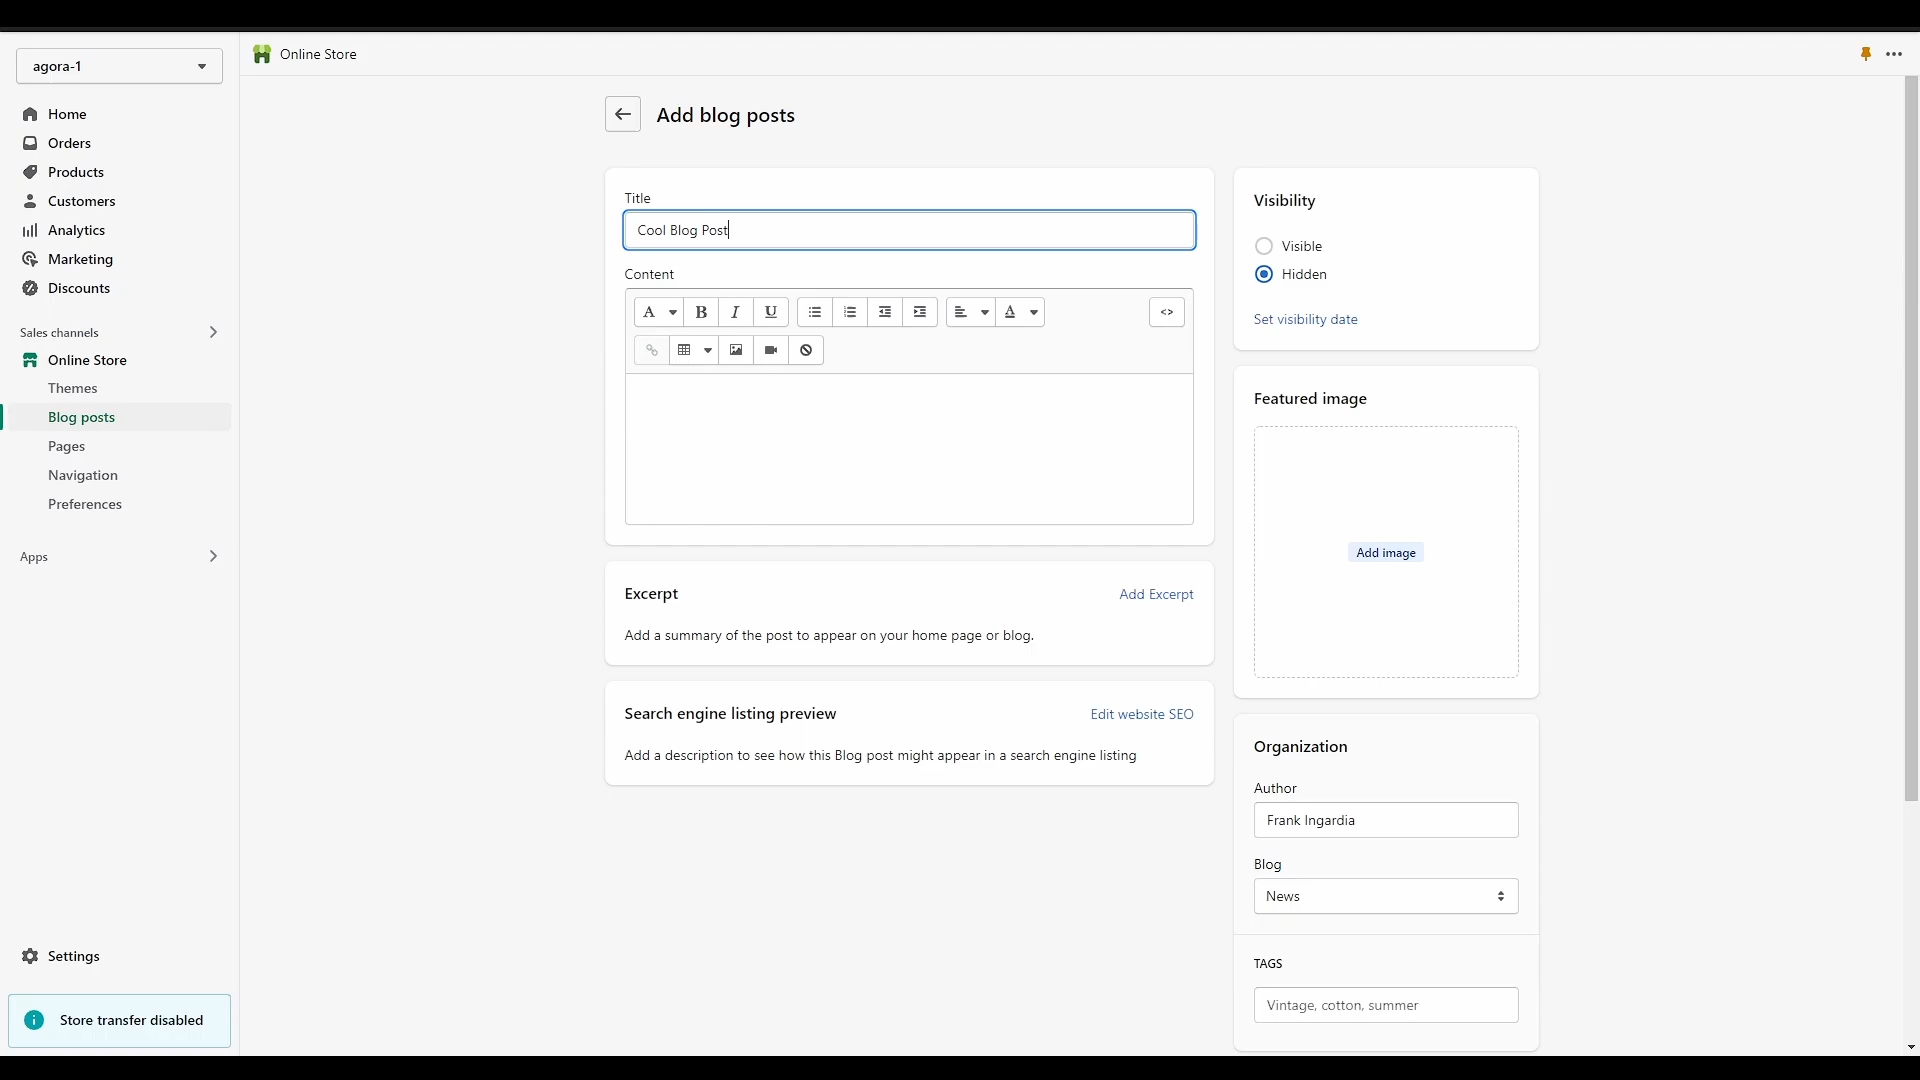 agora-1
Online Store
Home
Orders
Products
Customers
Analytics
Marketing
Discounts
Sales channels
Online Store
Themes
Blog posts
Pages
Navigation
Preferences
Apps
Settings
Store transfer disabled
Add blog posts
Title
Cool Blog Post
Content
A B I U A <>
Excerpt
Add Excerpt
Add a summary of the post to appear on your home page or blog.
Search engine listing preview
Edit website SEO
Add a description to see how this Blog post might appear in a search engine listing
Visibility
Visible
Hidden
Set visibility date
Featured image
Add image
Organization
Author
Frank Ingardia
Blog
News
TAGS
Vintage, cotton, summer